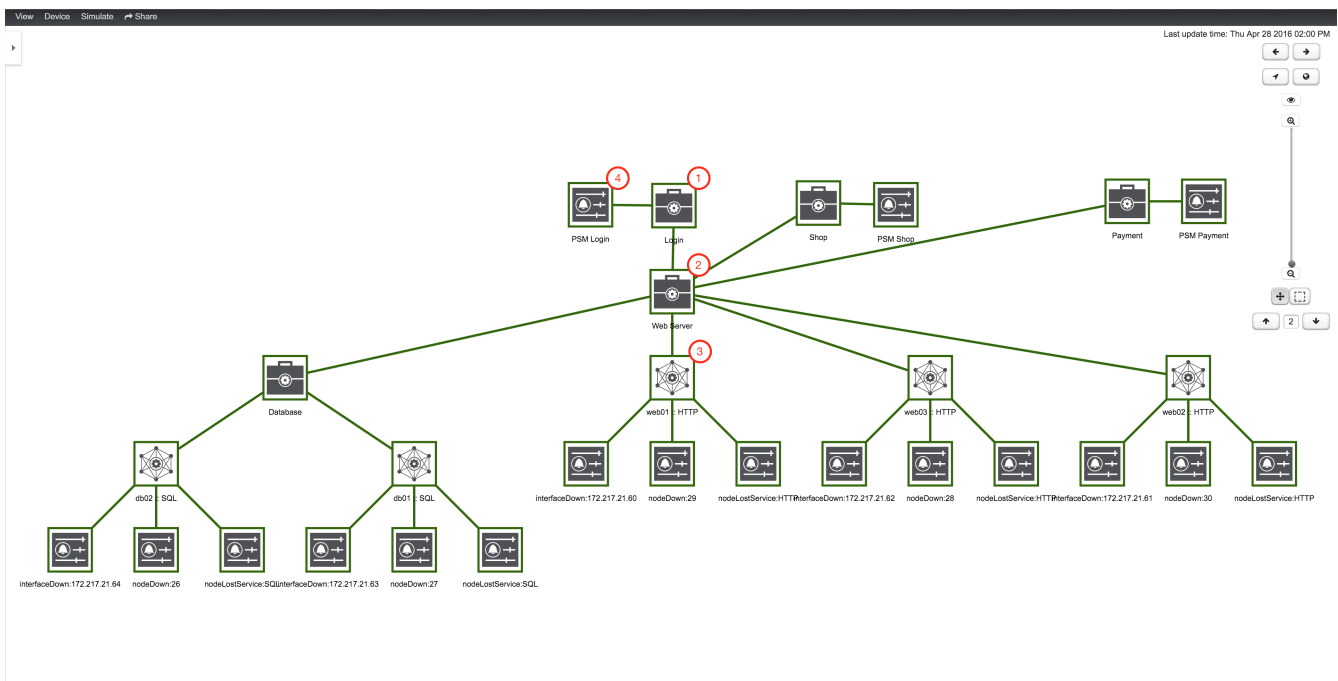 View Device Simulate Share
Last update time: Thu Apr 28 2016 02:00 PM
4
1
PSM Login
Login
Shop
PSM Shop
Payment
PSM Payment
2
2
Web Server
3
Database
web01 :: HTTP
web03 :: HTTP
web02 :: HTTP
db02 :: SQL
db01 :: SQL
interfaceDown:172.217.21.60
nodeDown:29
nodeLostService:HTTP
interfaceDown:172.217.21.62
nodeDown:28
nodeLostService:HTTP
interfaceDown:172.217.21.61
nodeDown:30
nodeLostService:HTTP
interfaceDown:172.217.21.64
nodeDown:26
nodeLostService:SQL
interfaceDown:172.217.21.63
nodeDown:27
nodeLostService:SQL